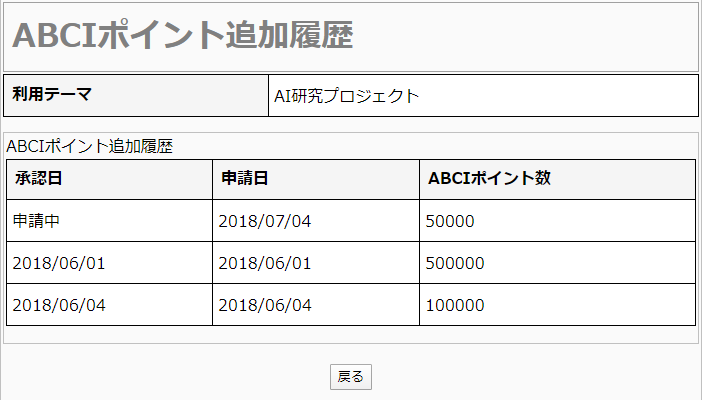 ABCIポイント追加履歴
利用テーマ AI研究プロジェクト
ABCIポイント追加履歴
承認日 申請日 ABCIポイント数
申請中 2018/07/04 50000
2018/06/01 2018/06/01 500000
2018/06/04 2018/06/04 100000
戻る